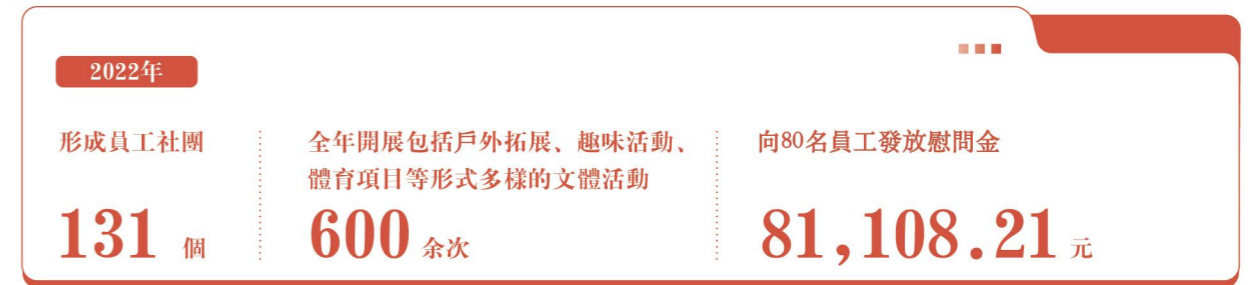 2022年
形成員工社團
131 個
全年開展包括戶外拓展、趣味活動、
體育項目等形式多樣的文體活動
600 余次
向80名員工發放慰問金
81,108.21 元